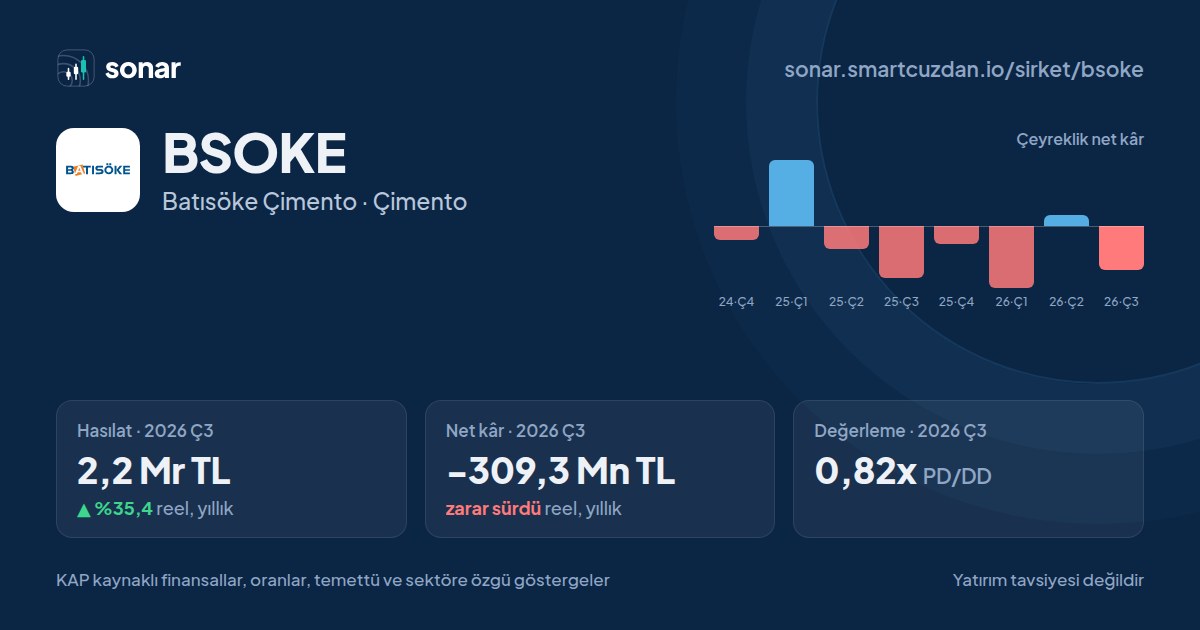 sonar
sonar.smartcuzdan.io/sirket/bsoke
BATISÖKE
BSOKE
Batısöke Çimento · Çimento
Çeyreklik net kâr
24·Ç4 25·Ç1 25·Ç2 25·Ç3 25·Ç4 26·Ç1 26·Ç2 26·Ç3
Hasılat · 2026 Ç3
2,2 Mr TL
▲ %35,4 reel, yıllık
Net kâr · 2026 Ç3
−309,3 Mn TL
zarar sürdü reel, yıllık
Değerleme · 2026 Ç3
0,82x PD/DD
KAP kaynaklı finansallar, oranlar, temettü ve sektöre özgü göstergeler
Yatırım tavsiyesi değildir